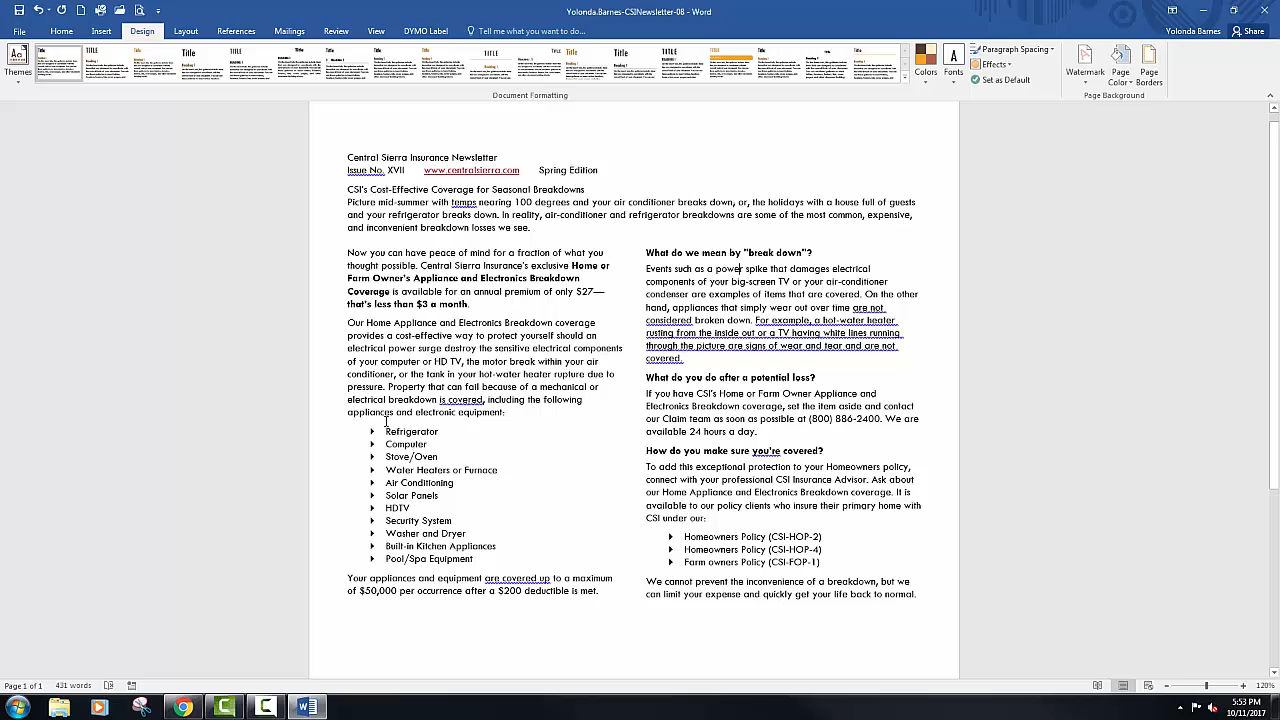 Yolonda.Barnes-CSINewsletter-08 - Word
File Home Insert Design Layout References Mailings Review View DYMO Label Tell me what you want to do... Yolonda Barnes Share
Themes
Colors
Fonts
Paragraph Spacing
Effects
Set as Default
Watermark
Page Color
Page Borders
Document Formatting
Page Background
Central Sierra Insurance Newsletter
Issue No. XVII www.centralsierra.com Spring Edition
CSI's Cost-Effective Coverage for Seasonal Breakdowns
Picture mid-summer with temps nearing 100 degrees and your air conditioner breaks down, or, the holidays with a house full of guests
and your refrigerator breaks down. In reality, air-conditioner and refrigerator breakdowns are some of the most common, expensive,
and inconvenient breakdown losses we see.
Now you can have peace of mind for a fraction of what you
thought possible. Central Sierra Insurance's exclusive Home or
Farm Owner's Appliance and Electronics Breakdown
Coverage is available for an annual premium of only $27—
that's less than $3 a month.
Our Home Appliance and Electronics Breakdown coverage
provides a cost-effective way to protect yourself should an
electrical power surge destroy the sensitive electrical components
of your computer or HD TV, the motor break within your air
conditioner, or the tank in your hot-water heater rupture due to
pressure. Property that can fail because of a mechanical or
electrical breakdown is covered, including the following
appliances and electronic equipment:
Refrigerator
Computer
Stove/Oven
Water Heaters or Furnace
Air Conditioning
Solar Panels
HDTV
Security System
Washer and Dryer
Built-in Kitchen Appliances
Pool/Spa Equipment
Your appliances and equipment are covered up to a maximum
of $50,000 per occurrence after a $200 deductible is met.
What do we mean by "break down"?
Events such as a power spike that damages electrical
components of your big-screen TV or your air-conditioner
condenser are examples of items that are covered. On the other
hand, appliances that simply wear out over time are not
considered broken down. For example, a hot-water heater
rusting from the inside out or a TV having white lines running
through the picture are signs of wear and tear and are not
covered.
What do you do after a potential loss?
If you have CSI's Home or Farm Owner Appliance and
Electronics Breakdown coverage, set the item aside and contact
our Claim team as soon as possible at (800) 886-2400. We are
available 24 hours a day.
How do you make sure you're covered?
To add this exceptional protection to your Homeowners policy,
connect with your professional CSI Insurance Advisor. Ask about
our Home Appliance and Electronics Breakdown coverage. It is
available to our policy clients who insure their primary home with
CSI under our:
Homeowners Policy (CSI-HOP-2)
Homeowners Policy (CSI-HOP-4)
Farm owners Policy (CSI-FOP-1)
We cannot prevent the inconvenience of a breakdown, but we
can limit your expense and quickly get your life back to normal.
Page 1 of 1 431 words 120%
5:53 PM
10/11/2017